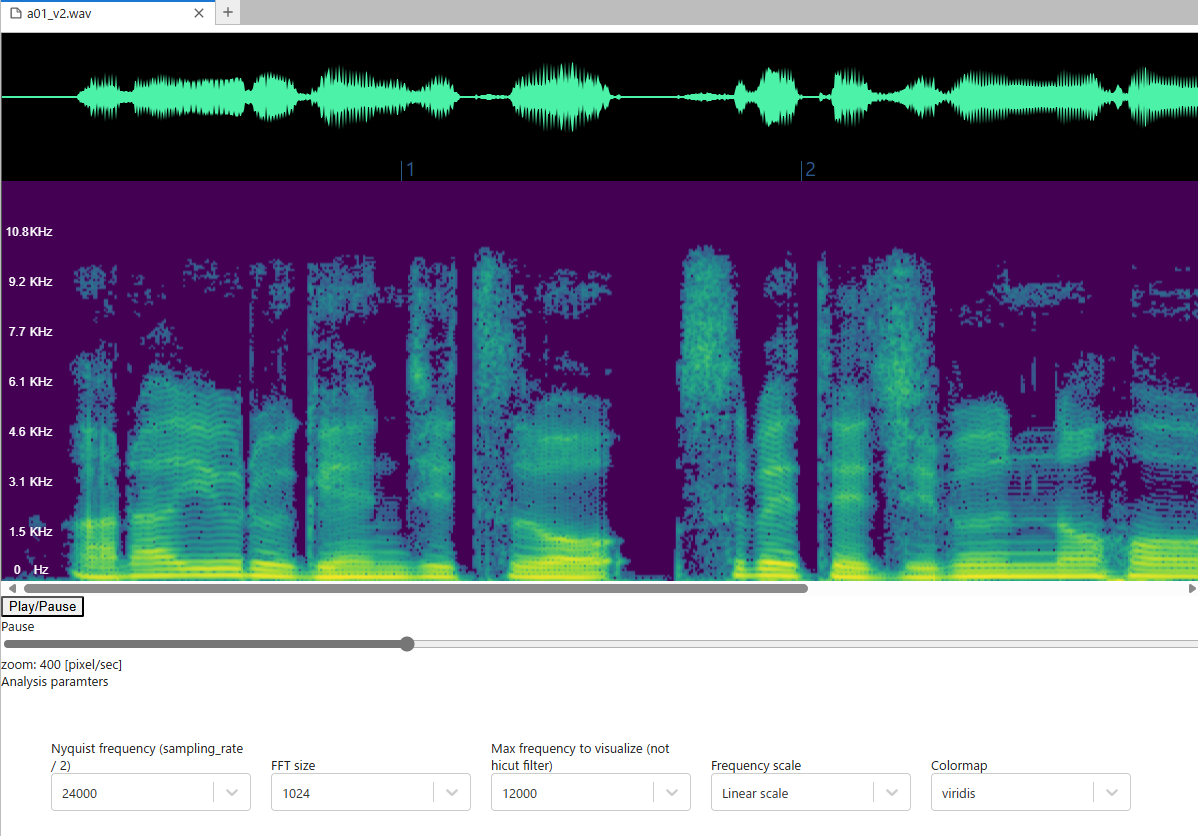 a01_v2.wav
1
2
10.8KHz
9.2 KHz
7.7 KHz
6.1 KHz
4.6 KHz
3.1 KHz
1.5 KHz
0 Hz
Play/Pause
Pause
zoom: 400 [pixel/sec]
Analysis paramters
Nyquist frequency (sampling_rate
/ 2)
24000
FFT size
1024
Max frequency to visualize (not
hicut filter)
12000
Frequency scale
Linear scale
Colormap
viridis